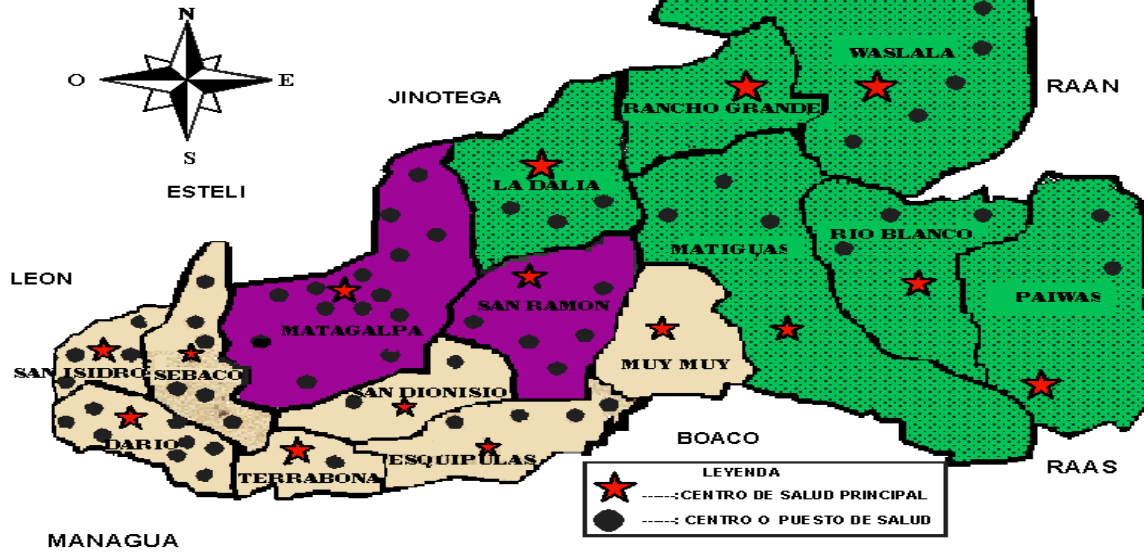 N
O
E
S
WASLALA
RAAN
JINOTEGA
RANCHO GRANDE
ESTELI
LA DALIA
RIO BLANCO
MATIGUAS
LEON
PAIWAS
SAN RAMON
MATAGALPA
MUY MUY
SAN ISIDRO
SEBACO
SAN DIONISIO
DARIO
BOACO
ESQUIPULAS
RAAS
TERRABONA
LEYENDA
-----:CENTRO DE SALUD PRINCIPAL
-----: CENTRO O PUESTO DE SALUD
MANAGUA